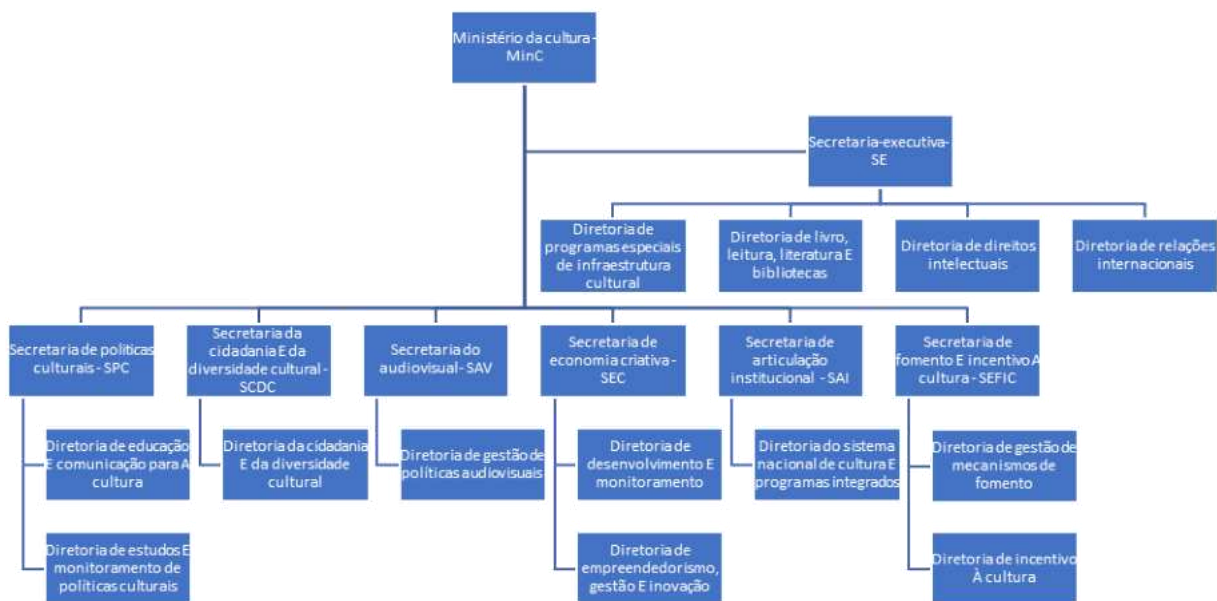 Ministério da cultura-
MinC
Secretaria-executiva-
SE
Diretoria de
programas especiais
de infraestrutura
cultural
Diretoria de livro,
leitura, literatura E
bibliotecas
Diretoria de direitos
intelectuais
Diretoria de relações
internacionais
Secretaria de políticas
culturais - SPC
Secretaria da
cidadania E da
diversidade cultural -
SCDC
Secretaria do
audiovisual - SAV
Secretaria de
economia criativa -
SEC
Secretaria de
articulação
institucional - SAI
Secretaria de
fomento E incentivo A
cultura - SEFIC
Diretoria de educação
E comunicação para A
cultura
Diretoria da cidadania
E da diversidade
cultural
Diretoria de gestão de
políticas audiovisuais
Diretoria de
desenvolvimento E
monitoramento
Diretoria do sistema
nacional de cultura E
programas integrados
Diretoria de gestão de
mecanismos de
fomento
Diretoria de estudos E
monitoramento de
políticas culturais
Diretoria de
empreendedorismo,
gestão E inovação
Diretoria de incentivo
À cultura